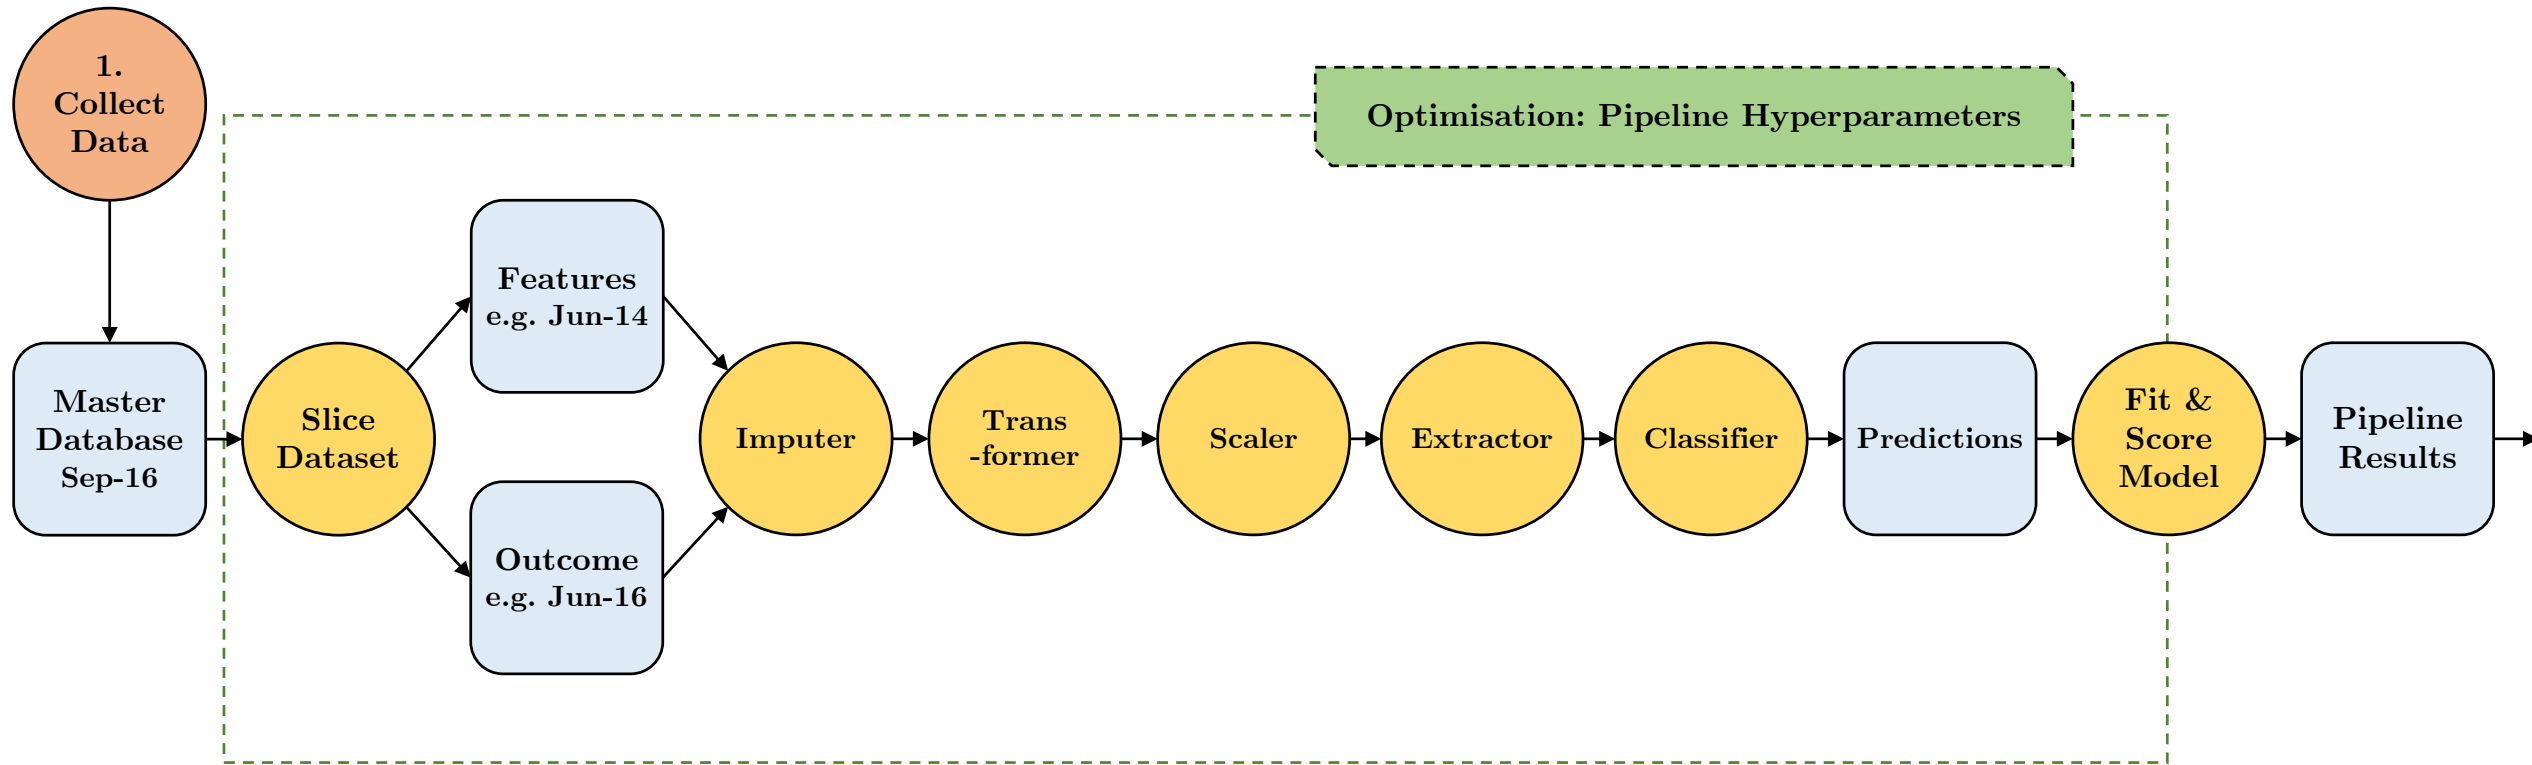 1.
Collect
Data
Optimisation: Pipeline Hyperparameters
Master
Database
Sep-16
Slice
Dataset
Features
e.g. Jun-14
Outcome
e.g. Jun-16
Imputer
Trans
-former
Scaler
Extractor
Classifier
Predictions
Fit &
Score
Model
Pipeline
Results